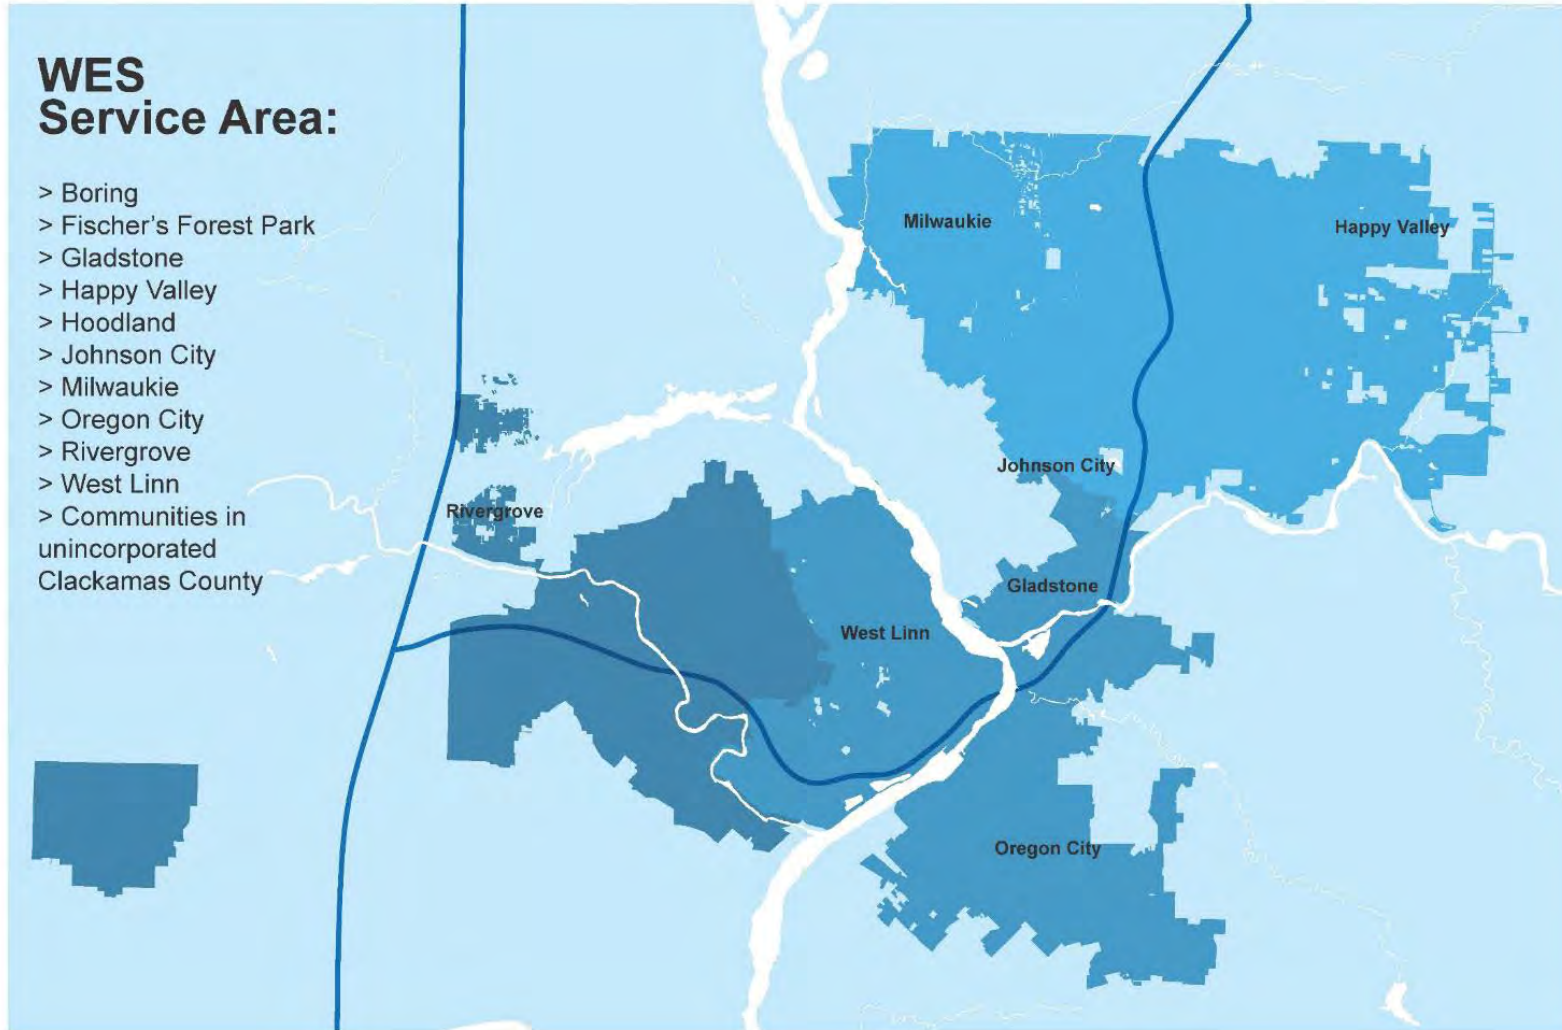 WES
Service Area:
> Boring
> Fischer's Forest Park
> Gladstone
> Happy Valley
> Hoodland
> Johnson City
> Milwaukie
> Oregon City
> Rivergrove
> West Linn
> Communities in
unincorporated
Clackamas County
Milwaukie
Happy Valley
Johnson City
Rivergrove
Gladstone
West Linn
Oregon City